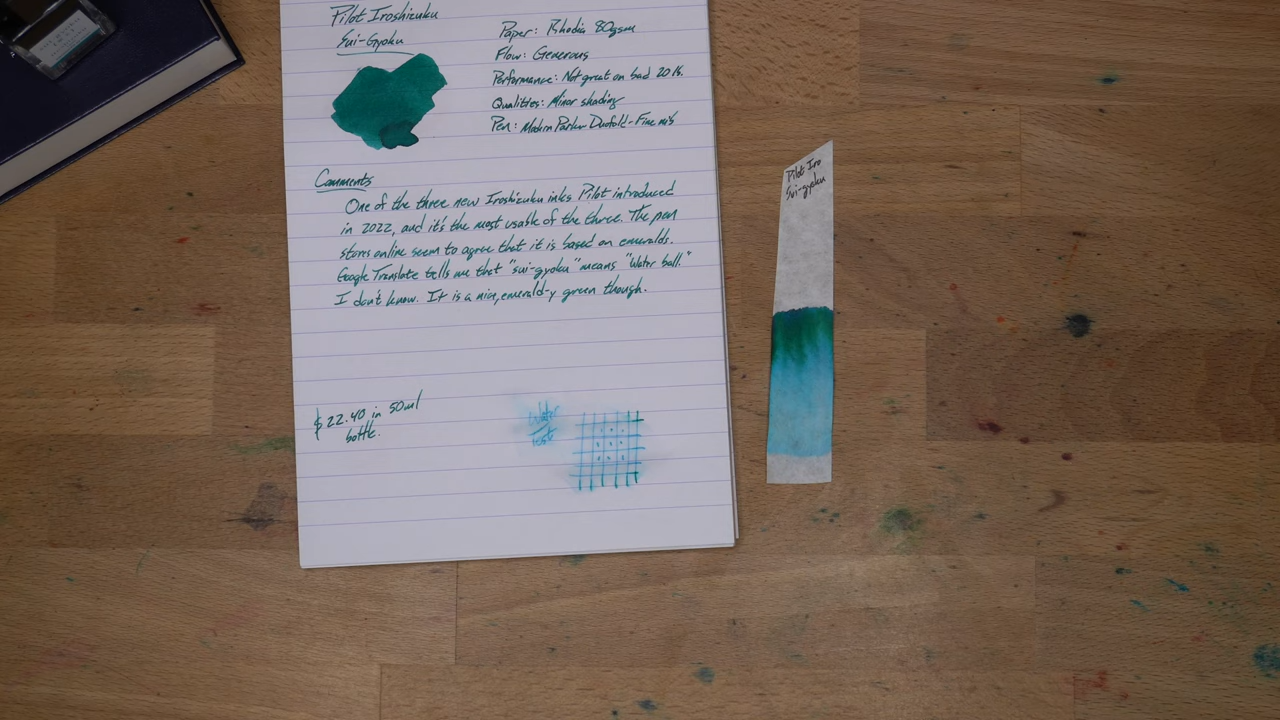 Pilot Iroshizuku
Sui-Gyoku
Paper: Rhodia 80gsm
Flow: Generous
Performance: Not great on bad 20 lb.
Qualities: Minor shading
Pen: Modern Parker Duofold - Fine nib
Comments
One of the three new Iroshizuku inks Pilot introduced
in 2022, and it's the most usable of the three. The pen
stores online seem to agree that it is based on emeralds.
Google Translate tells me that "sui-gyoku" means "Water ball."
I don't know. It is a nice, emerald-y green though.
$22.40 in 50ml
bottle.
Water
test
Pilot Iro
Sui-gyoku